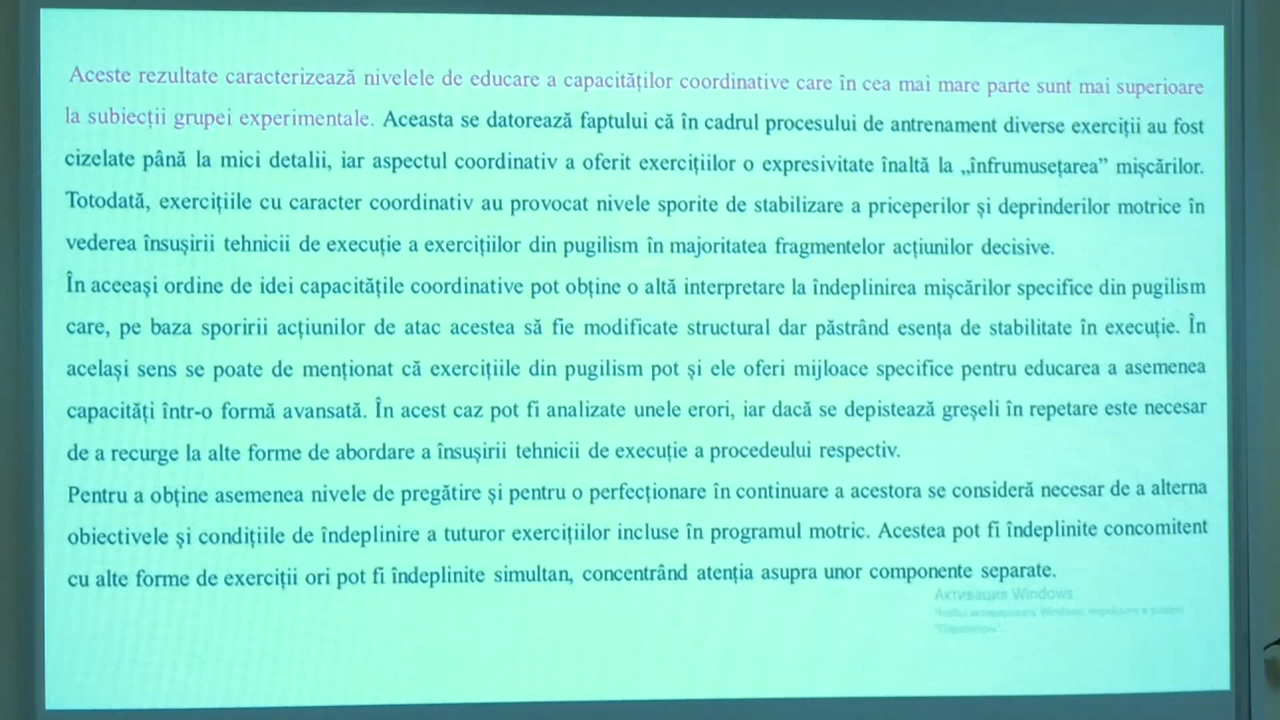 Aceste rezultate caracterizează nivelele de educare a capacităților coordinative care în cea mai mare parte sunt mai superioare
la subiecții grupei experimentale. Aceasta se datorează faptului că în cadrul procesului de antrenament diverse exerciții au fost
cizelate până la mici detalii, iar aspectul coordinativ a oferit exercițiilor o expresivitate înaltă la „înfrumusețarea” mișcărilor.
Totodată, exercițiile cu caracter coordinativ au provocat nivele sporite de stabilizare a priceperilor și deprinderilor motrice în
vederea însușirii tehnicii de execuție a exercițiilor din pugilism în majoritatea fragmentelor acțiunilor decisive.
În aceeași ordine de idei capacitățile coordinative pot obține o altă interpretare la îndeplinirea mișcărilor specifice din pugilism
care, pe baza sporirii acțiunilor de atac acestea să fie modificate structural dar păstrând esența de stabilitate în execuție. În
același sens se poate de menționat că exercițiile din pugilism pot și ele oferi mijloace specifice pentru educarea a asemenea
capacități într-o formă avansată. În acest caz pot fi analizate unele erori, iar dacă se depistează greșeli în repetare este necesar
de a recurge la alte forme de abordare a însușirii tehnicii de execuție a procedeului respectiv.
Pentru a obține asemenea nivele de pregătire și pentru o perfecționare în continuare a acestora se consideră necesar de a alterna
obiectivele și condițiile de îndeplinire a tuturor exercițiilor incluse în programul motric. Acestea pot fi îndeplinite concomitent
cu alte forme de exerciții ori pot fi îndeplinite simultan, concentrând atenția asupra unor componente separate.
Активация Windows
Чтобы активировать Windows, перейдите в раздел
"Параметры".